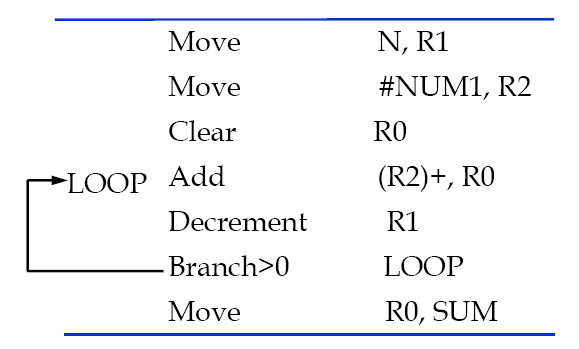 Move N, R1
Move #NUM1, R2
Clear R0
LOOP Add (R2)+, R0
Decrement R1
Branch>0 LOOP
Move R0, SUM